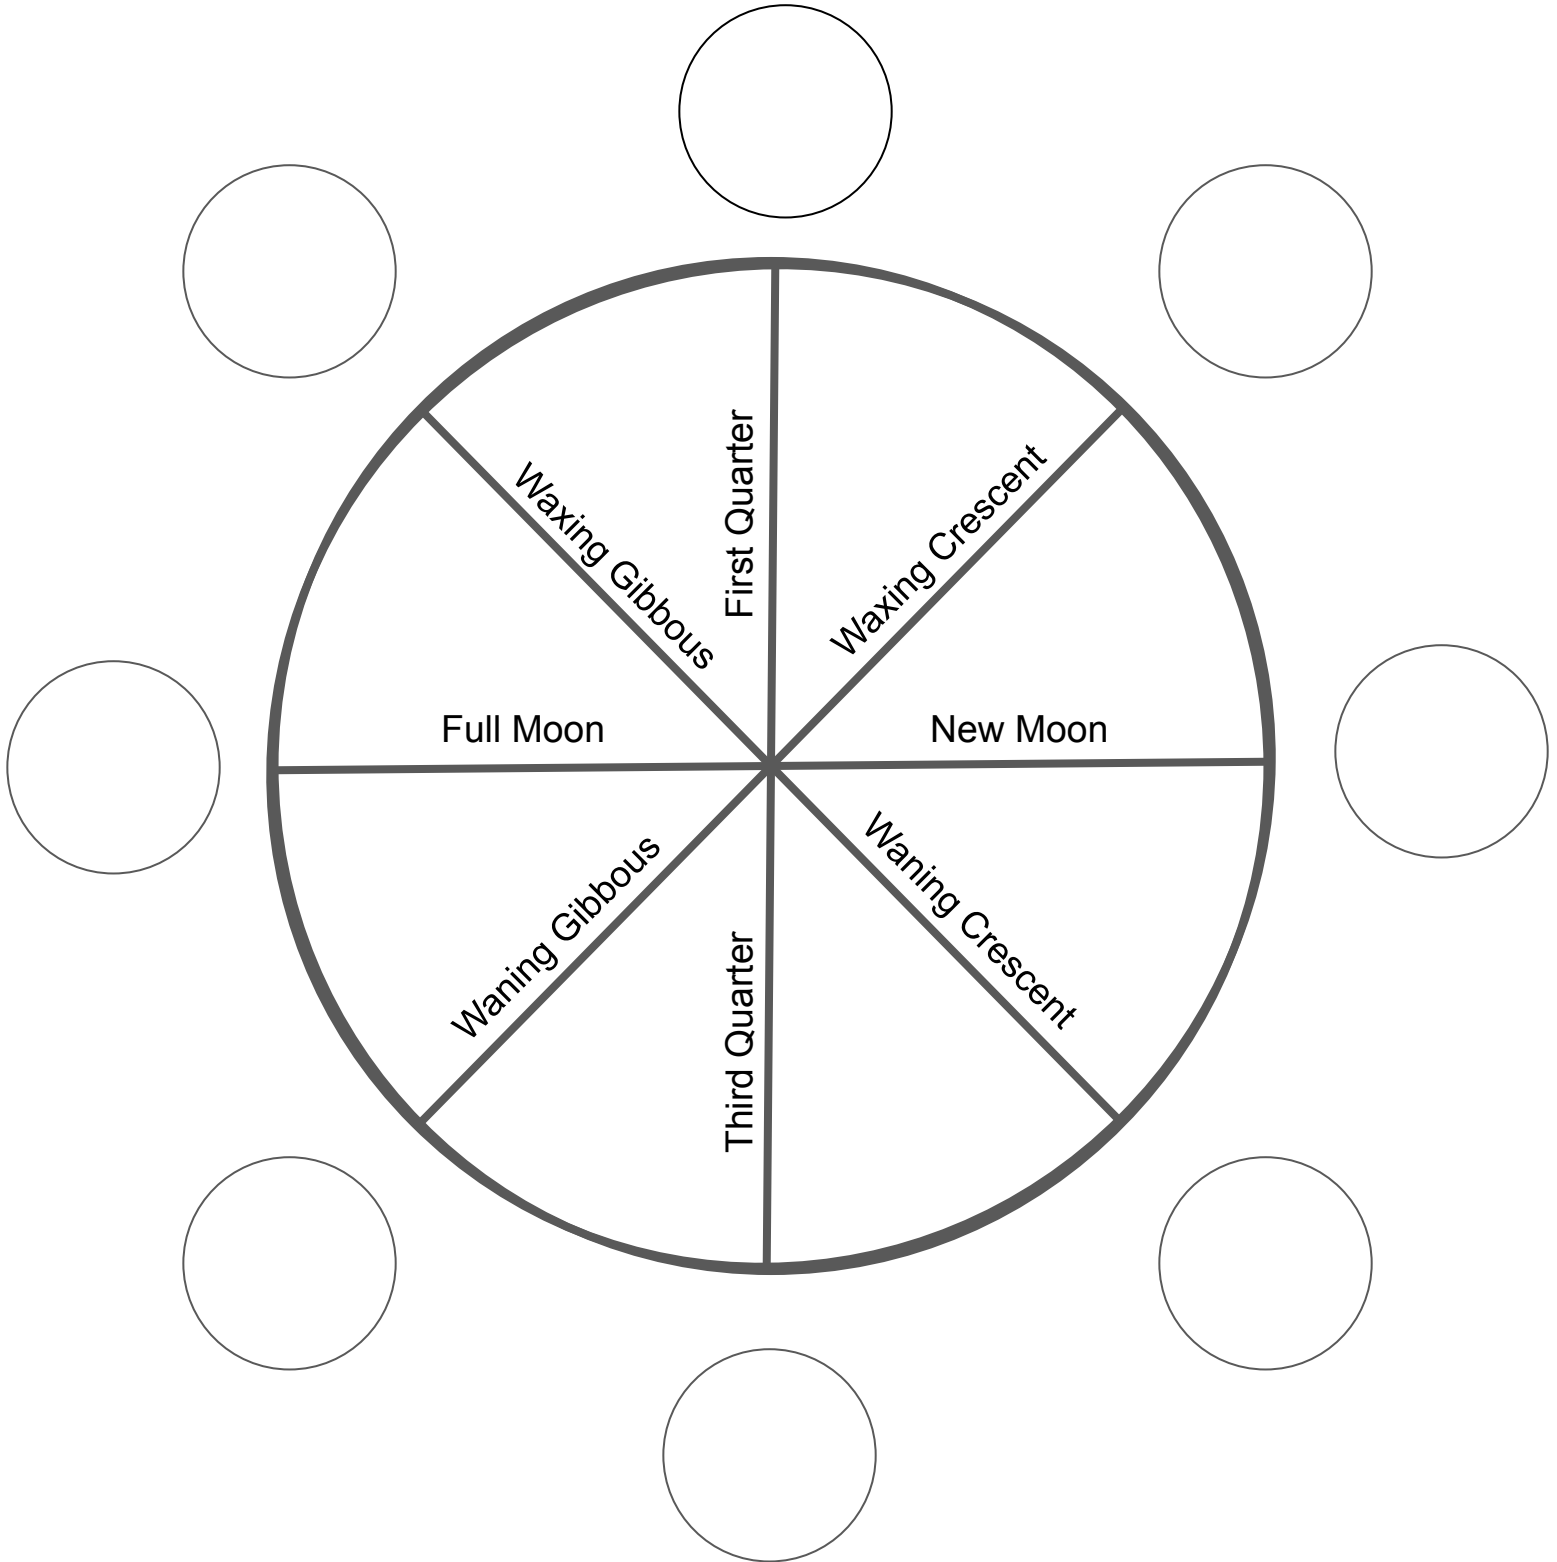 First Quarter
Waxing Crescent
Waxing Gibbous
Full Moon
New Moon
Waning Gibbous
Waning Crescent
Third Quarter